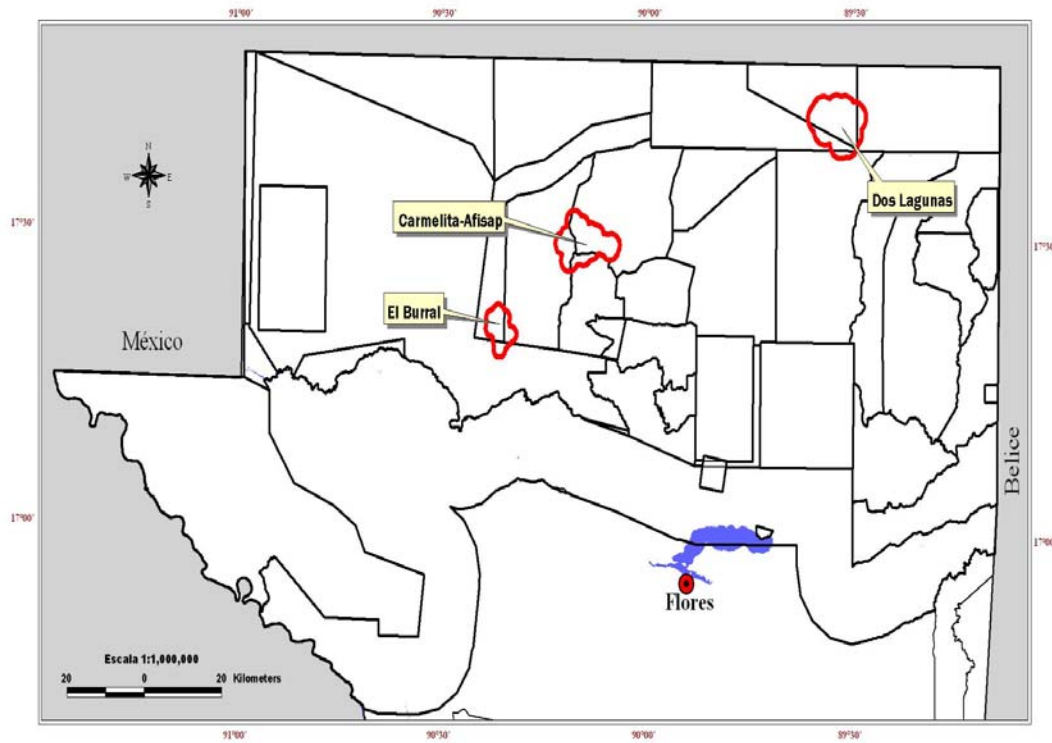 91°00´
90°30´
90°00´
89°30´
N
W E
S
Dos Lagunas
17°30´
Carmelita-Afisap
17°30´
El Burral
México
Belice
17°00´
17°00´
Flores
Escala 1:1,000,000
20 0 20 Kilometers
91°00´
90°30´
90°00´
89°30´